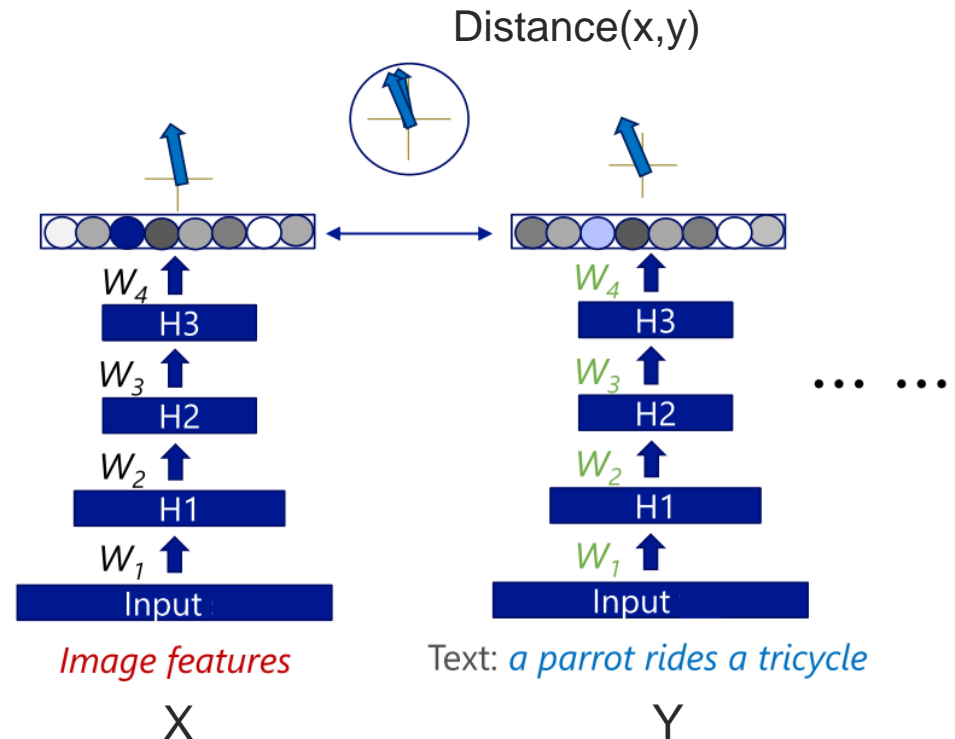 Distance(x,y)
W4
H3
W3
H2
W2
H1
W1
Input
Image features
X
W4
H3
W3
H2
W2
H1
W1
Input
Text: a parrot rides a tricycle
Y
... ...